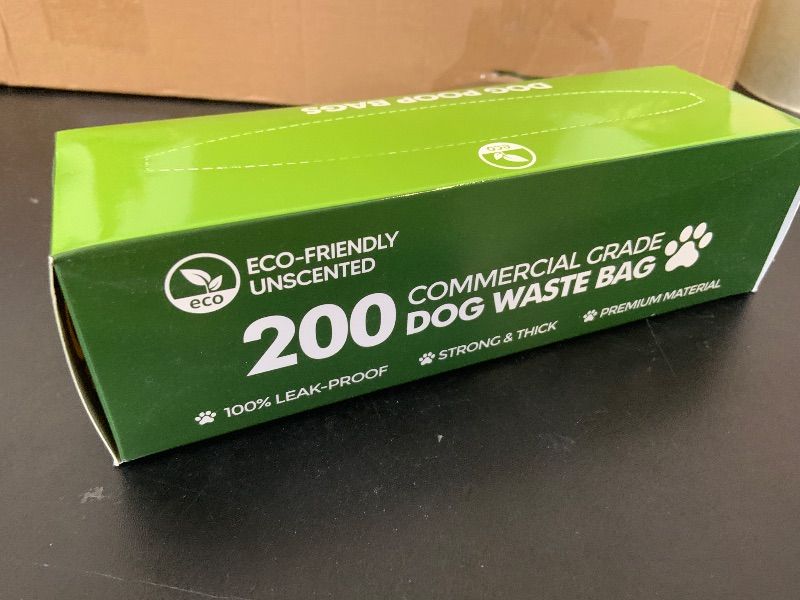 DOG POOP BAGS
eco
ECO-FRIENDLY
UNSCENTED
eco
200
COMMERCIAL GRADE
DOG WASTE BAG
100% LEAK-PROOF
STRONG & THICK
PREMIUM MATERIAL